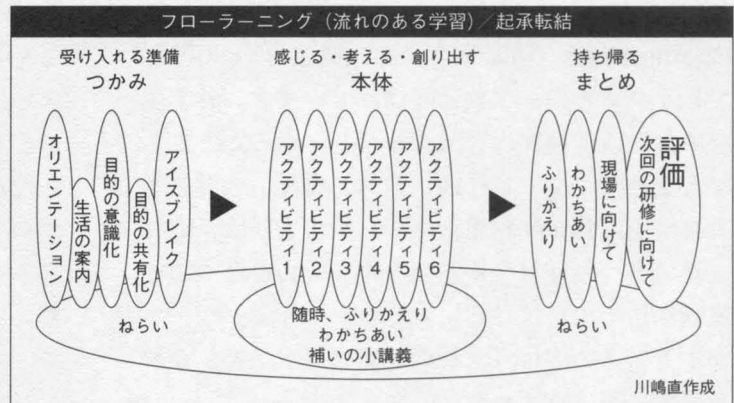 フローラーニング（流れのある学習）／起承転結
受け入れる準備
つかみ
オリエンテーション
生活の案内
目的の意識化
目的の共有化
アイスブレイク
ねらい
感じる・考える・創り出す
本体
アクティビティ1
アクティビティ2
アクティビティ3
アクティビティ4
アクティビティ5
アクティビティ6
随時、ふりかえり
わかちあい
補いの小講義
持ち帰る
まとめ
ふりかえり
わかちあい
現場に向けて
評価
次回の研修に向けて
ねらい
川嶋直作成